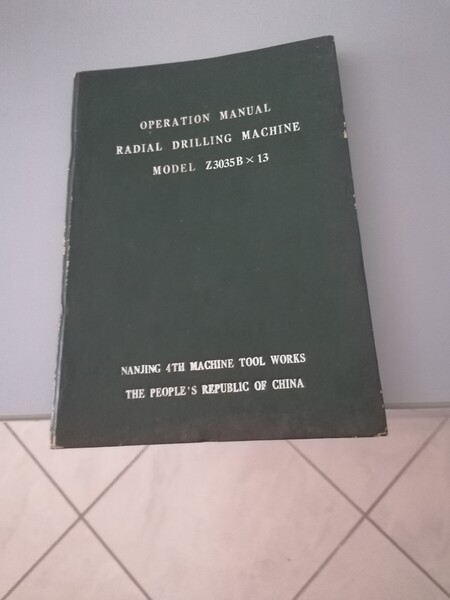 OPERATION MANUAL
RADIAL DRILLING MACHINE
MODEL Z3035B × 13
NANJING 4TH MACHINE TOOL WORKS
THE PEOPLE'S REPUBLIC OF CHINA